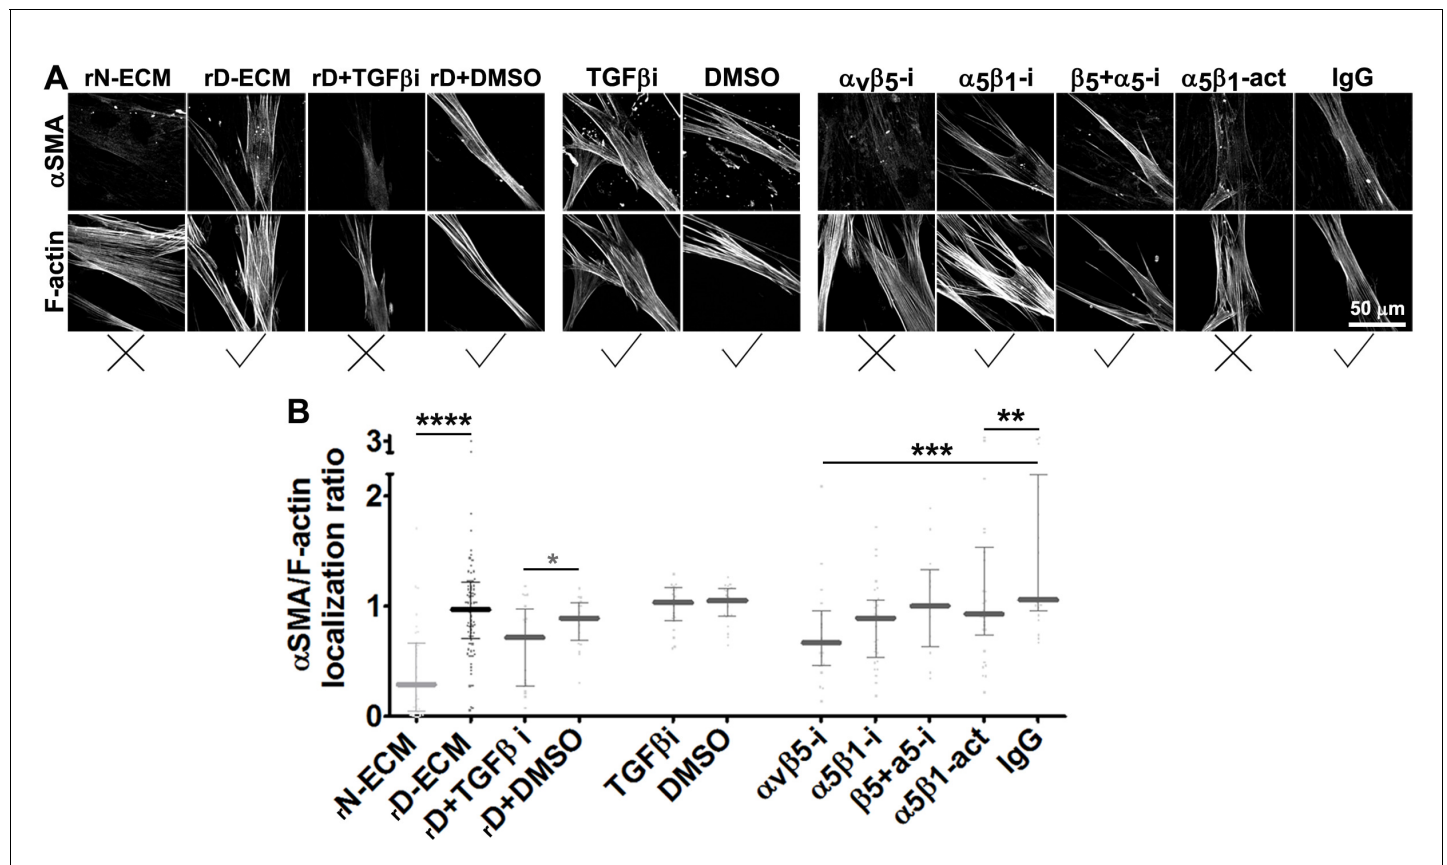 A
rN-ECM rD-ECM rD+TGFβi rD+DMSO TGFβi DMSO αvβ5-i α5β1-i β5+α5-i α5β1-act IgG
αSMA
F-actin
50 μm
B
**** * *** **
αSMA/F-actin
localization ratio
3
2
1
0
rN-ECM
rD-ECM
rD+TGFβ i
rD+DMSO
TGFβi
DMSO
αvβ5-i
α5β1-i
β5+a5-i
α5β1-act
IgG